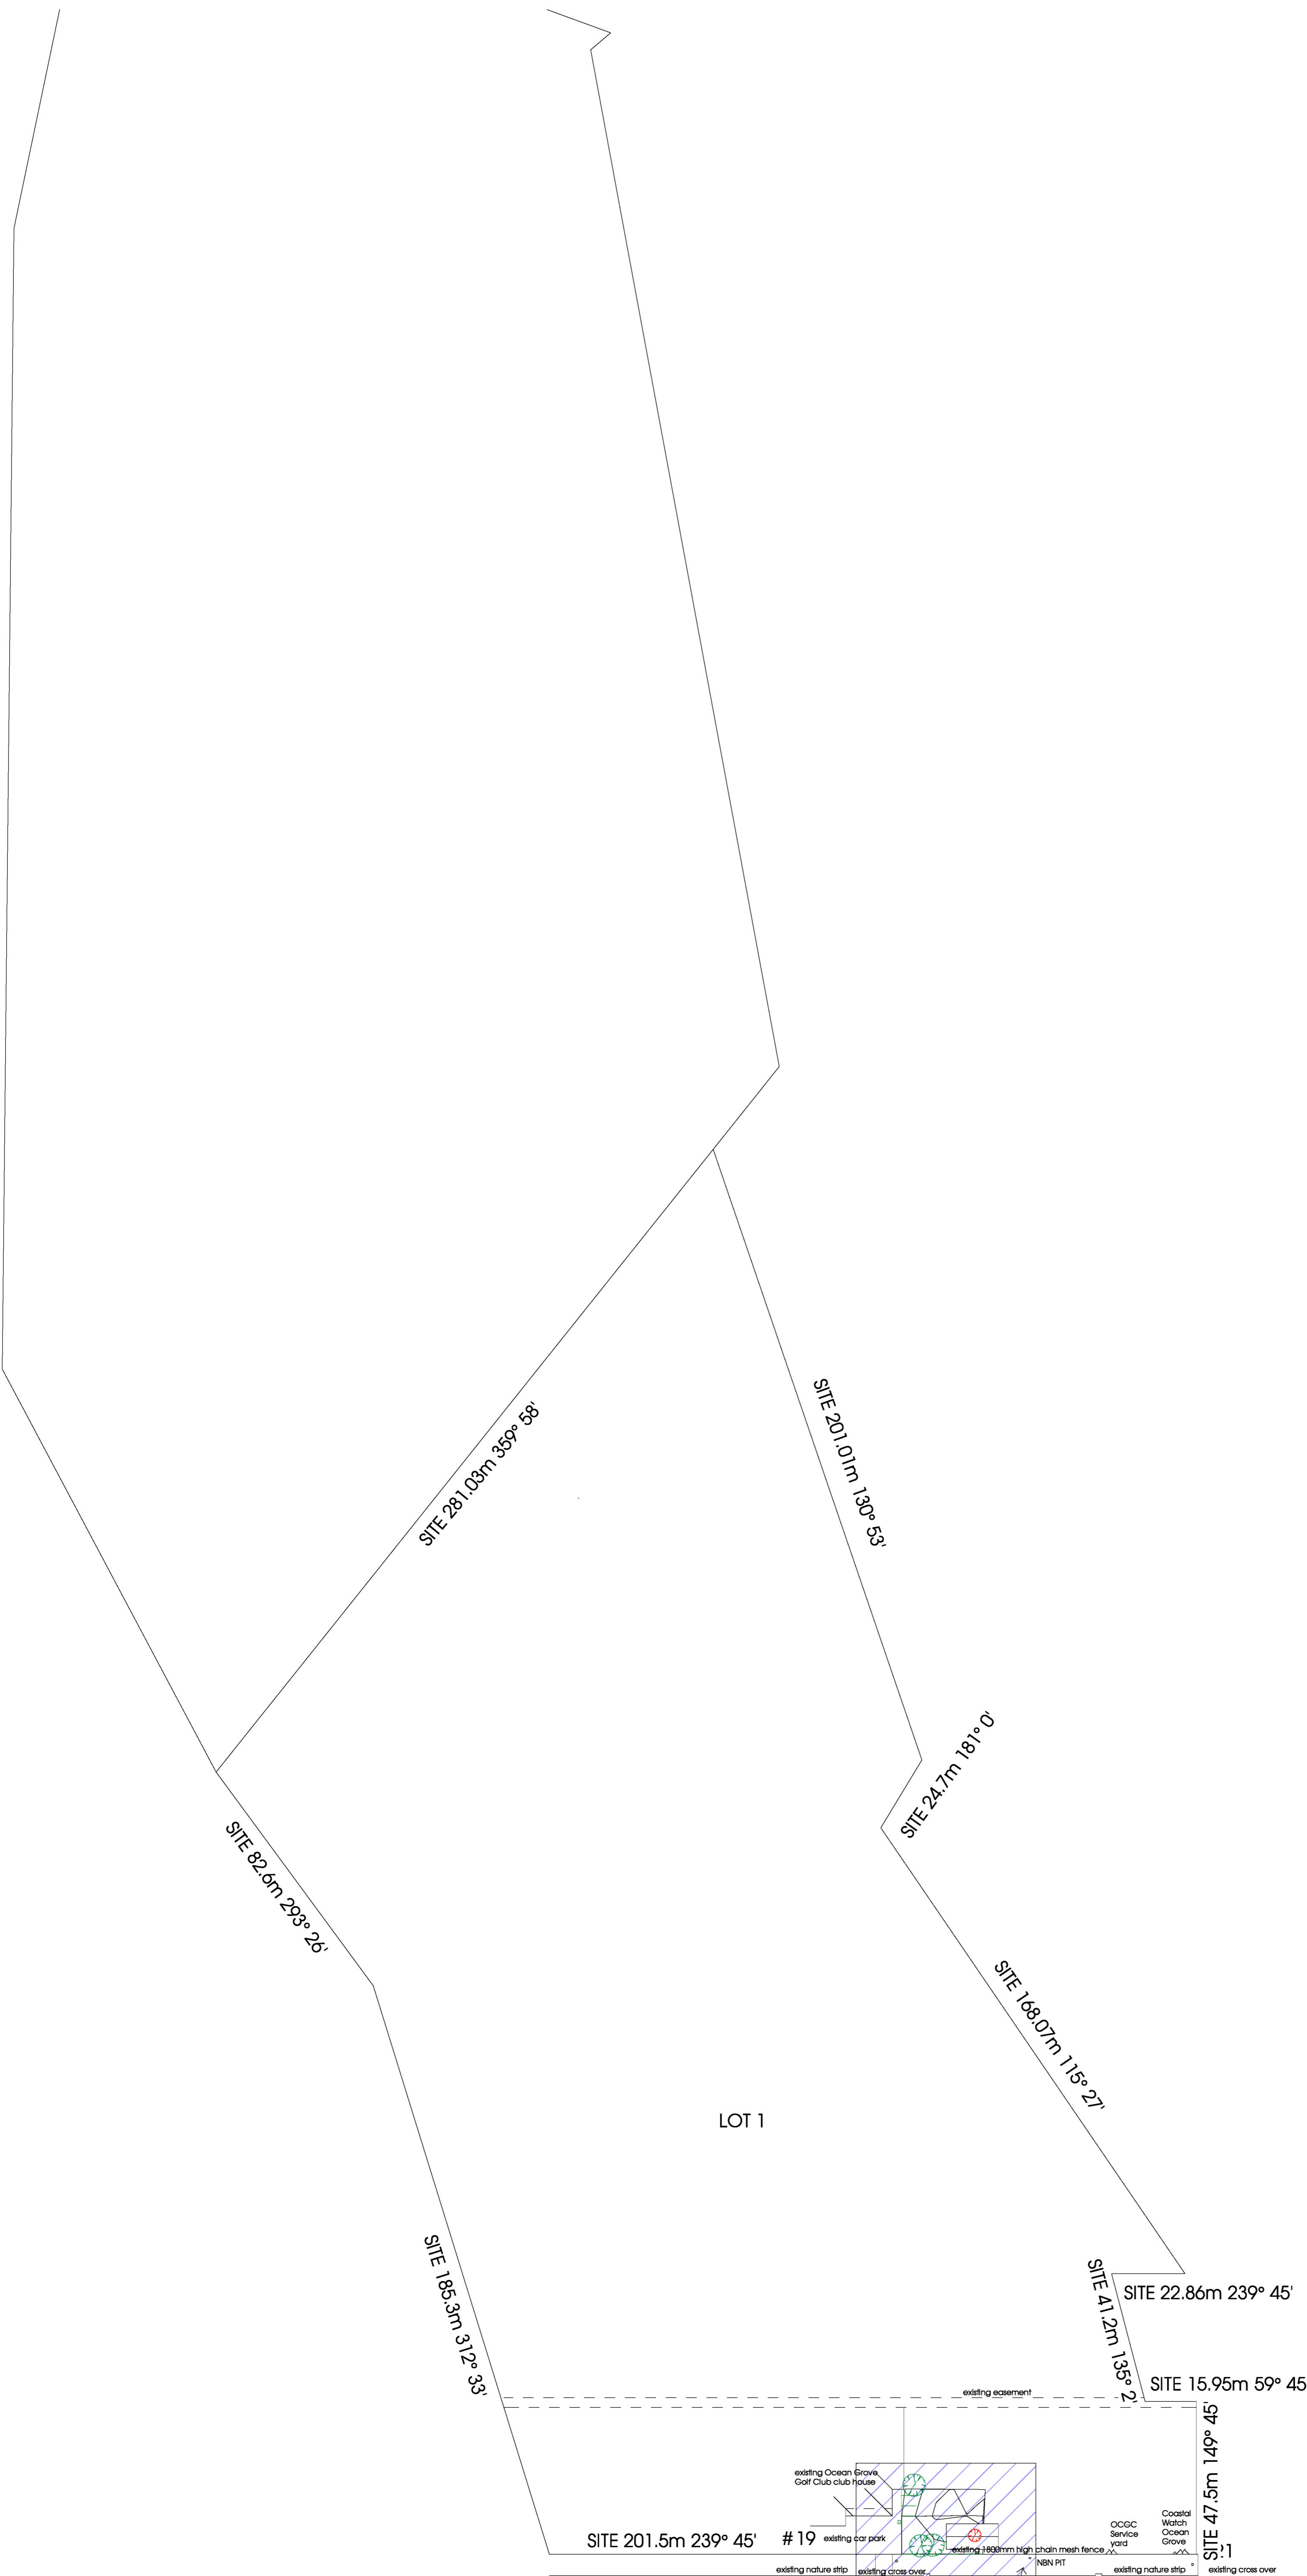 SITE 281.03m 359° 58'
SITE 201.01m 130° 53'
SITE 24.7m 181° 0'
SITE 82.6m 293° 26'
SITE 168.07m 115° 27'
LOT 1
SITE 185.3m 312° 33'
SITE 41.2m 135° 2'
SITE 22.86m 239° 45'
SITE 15.95m 59° 45
existing easement
SITE 47.5m 149° 45'
existing Ocean Grove
Golf Club club house
SITE 201.5m 239° 45'
# 19
existing car park
existing 1800mm high chain mesh fence
OCGC
Service
yard
Coastal
Watch
Ocean
Grove
existing nature strip
existing cross over
NBN PIT
existing nature strip
existing cross over